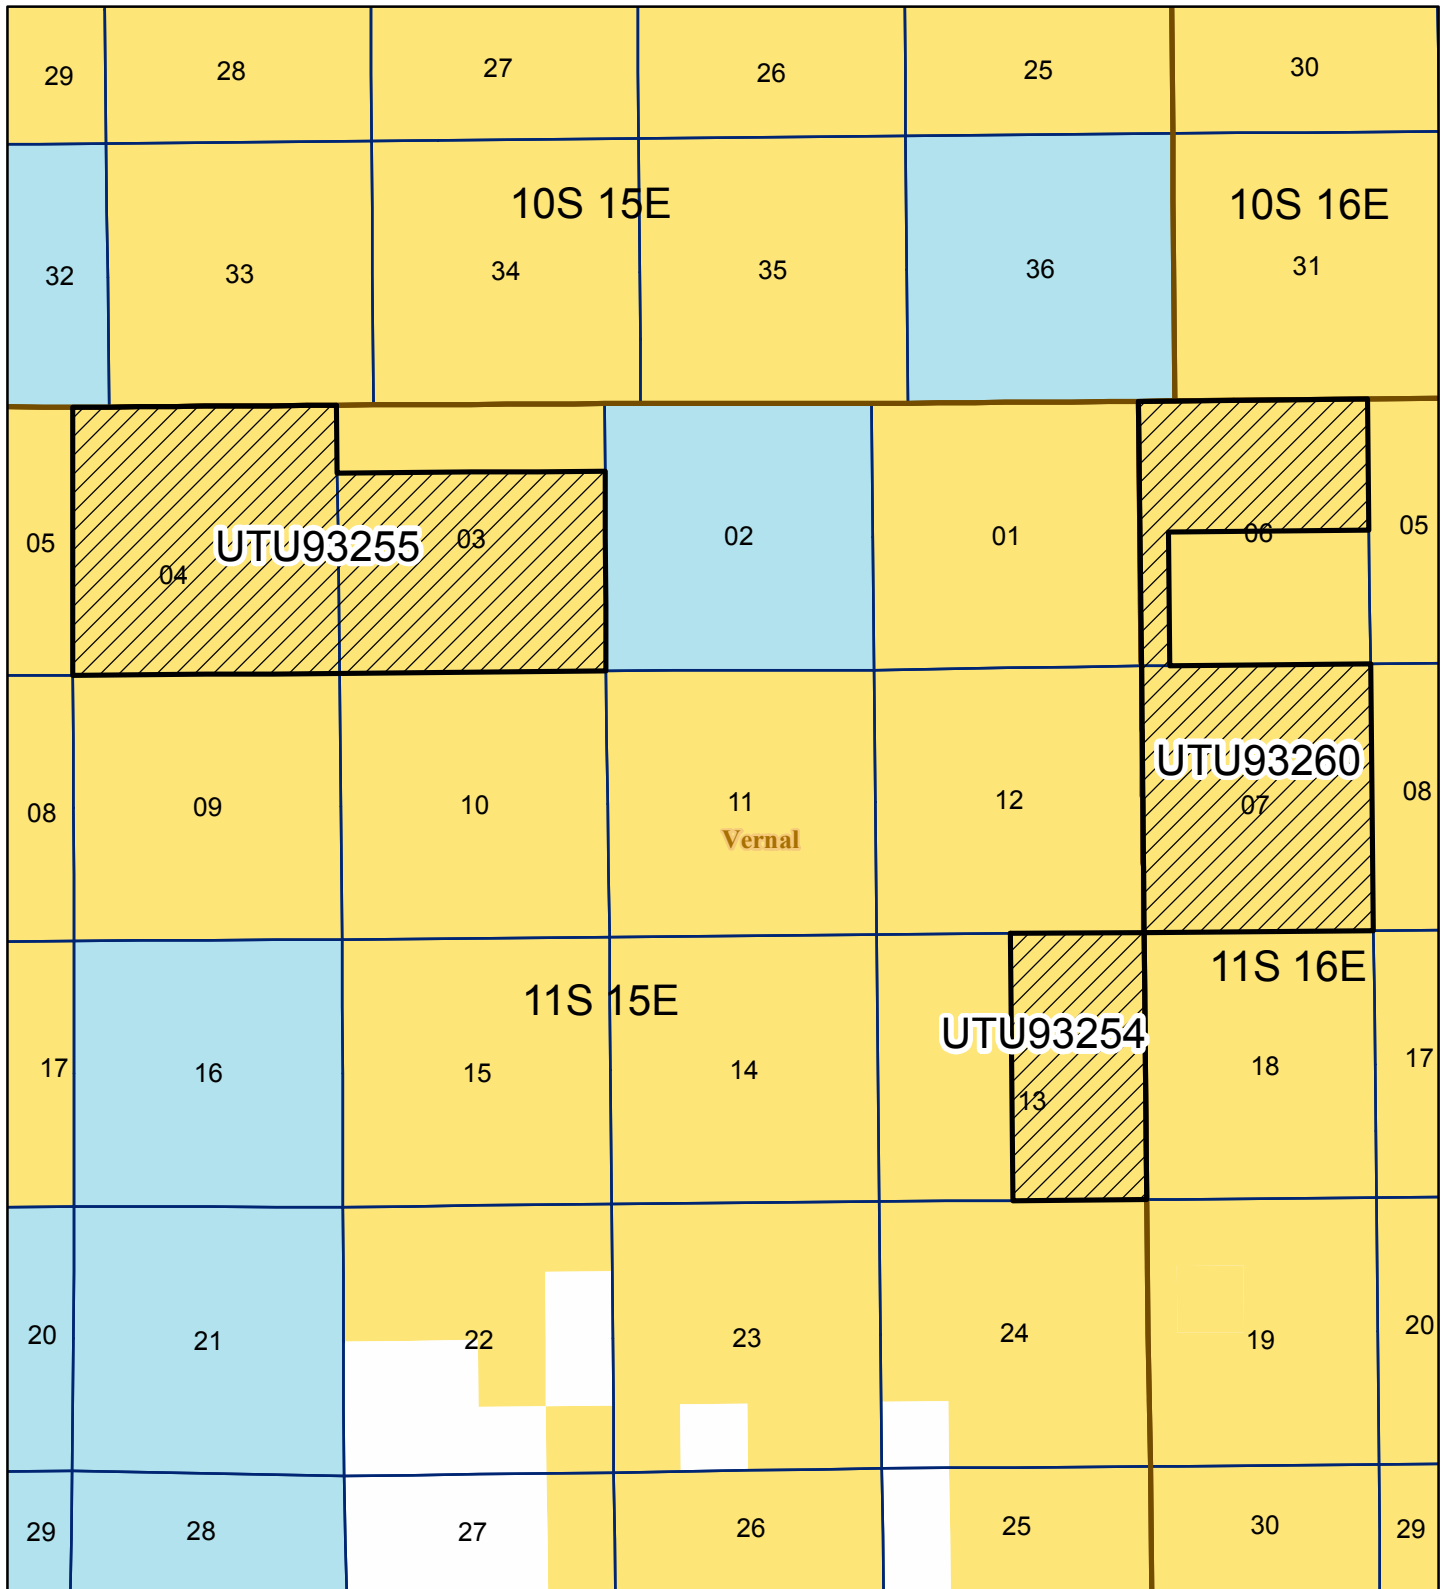 29 28 27 26 25 30
10S 15E 10S 16E
32 33 34 35 36 31
05 04 UTU93255 03 02 01 06 05
UTU93260
08 09 10 11 12 07 08
Vernal
11S 15E 11S 16E
UTU93254
17 16 15 14 13 18 17
20 21 22 23 24 19 20
29 28 27 26 25 30 29